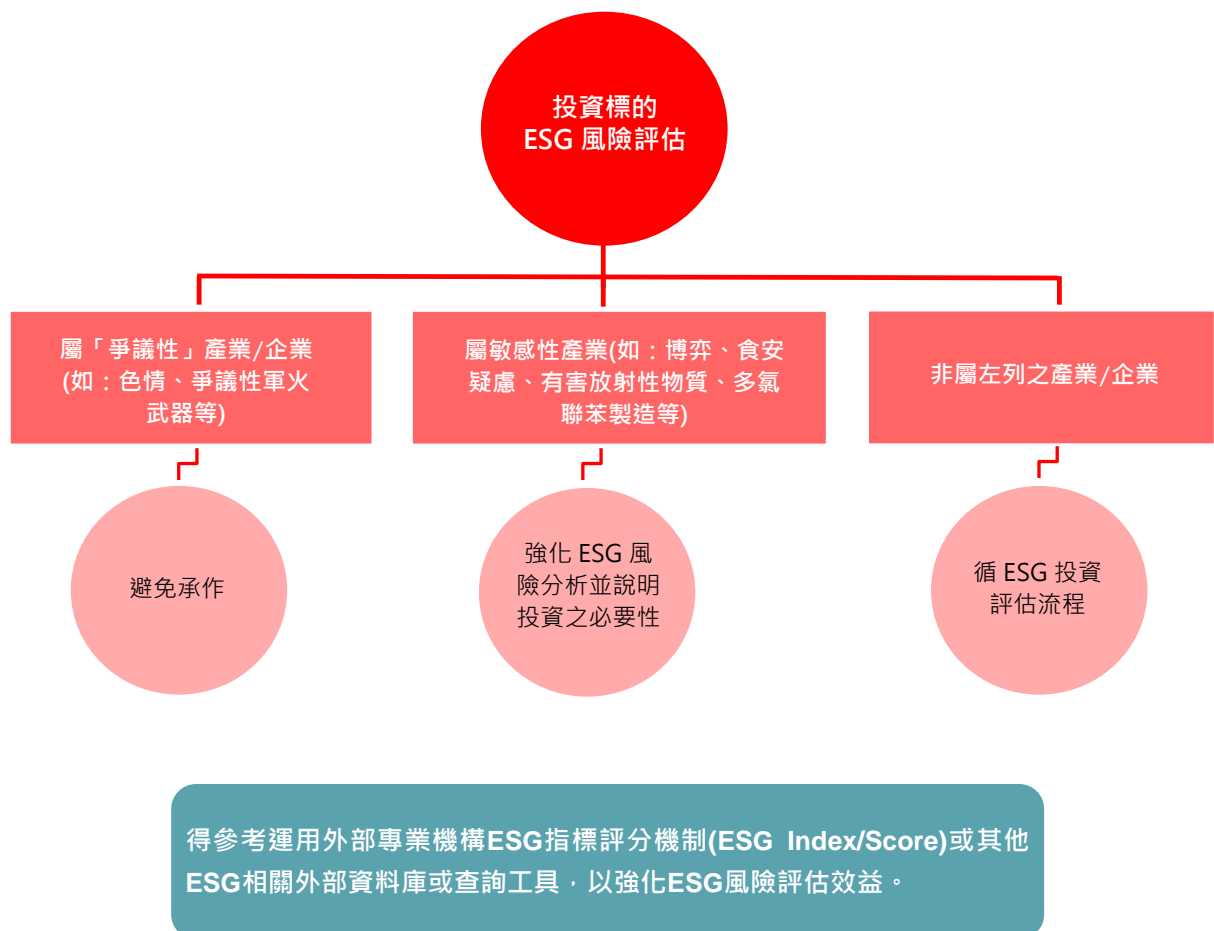 投資標的
ESG 風險評估
屬「爭議性」產業/企業
(如：色情、爭議性軍火
武器等)
屬敏感性產業(如：博弈、食安
疑慮、有害放射性物質、多氯
聯苯製造等)
非屬左列之產業/企業
避免承作
強化 ESG 風
險分析並說明
投資之必要性
循 ESG 投資
評估流程
得參考運用外部專業機構ESG指標評分機制(ESG Index/Score)或其他
ESG相關外部資料庫或查詢工具，以強化ESG風險評估效益。